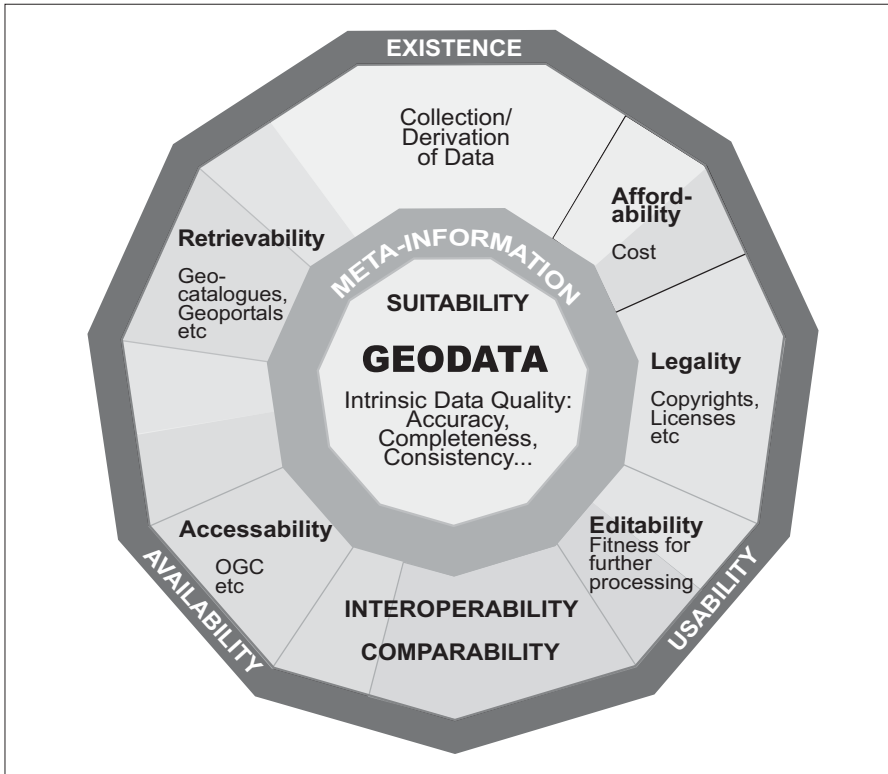 EXISTENCE
Collection/
Derivation
of Data
Afford-
ability
Cost
Retrievability
Geo-
catalogues,
Geoportals
etc
META-INFORMATION
SUITABILITY
GEODATA
Intrinsic Data Quality:
Accuracy,
Completeness,
Consistency...
Legality
Copyrights,
Licenses
etc
Accessability
OGC
etc
Editability
Fitness for
further
processing
INTEROPERABILITY
COMPARABILITY
AVAILABILITY
USABILITY